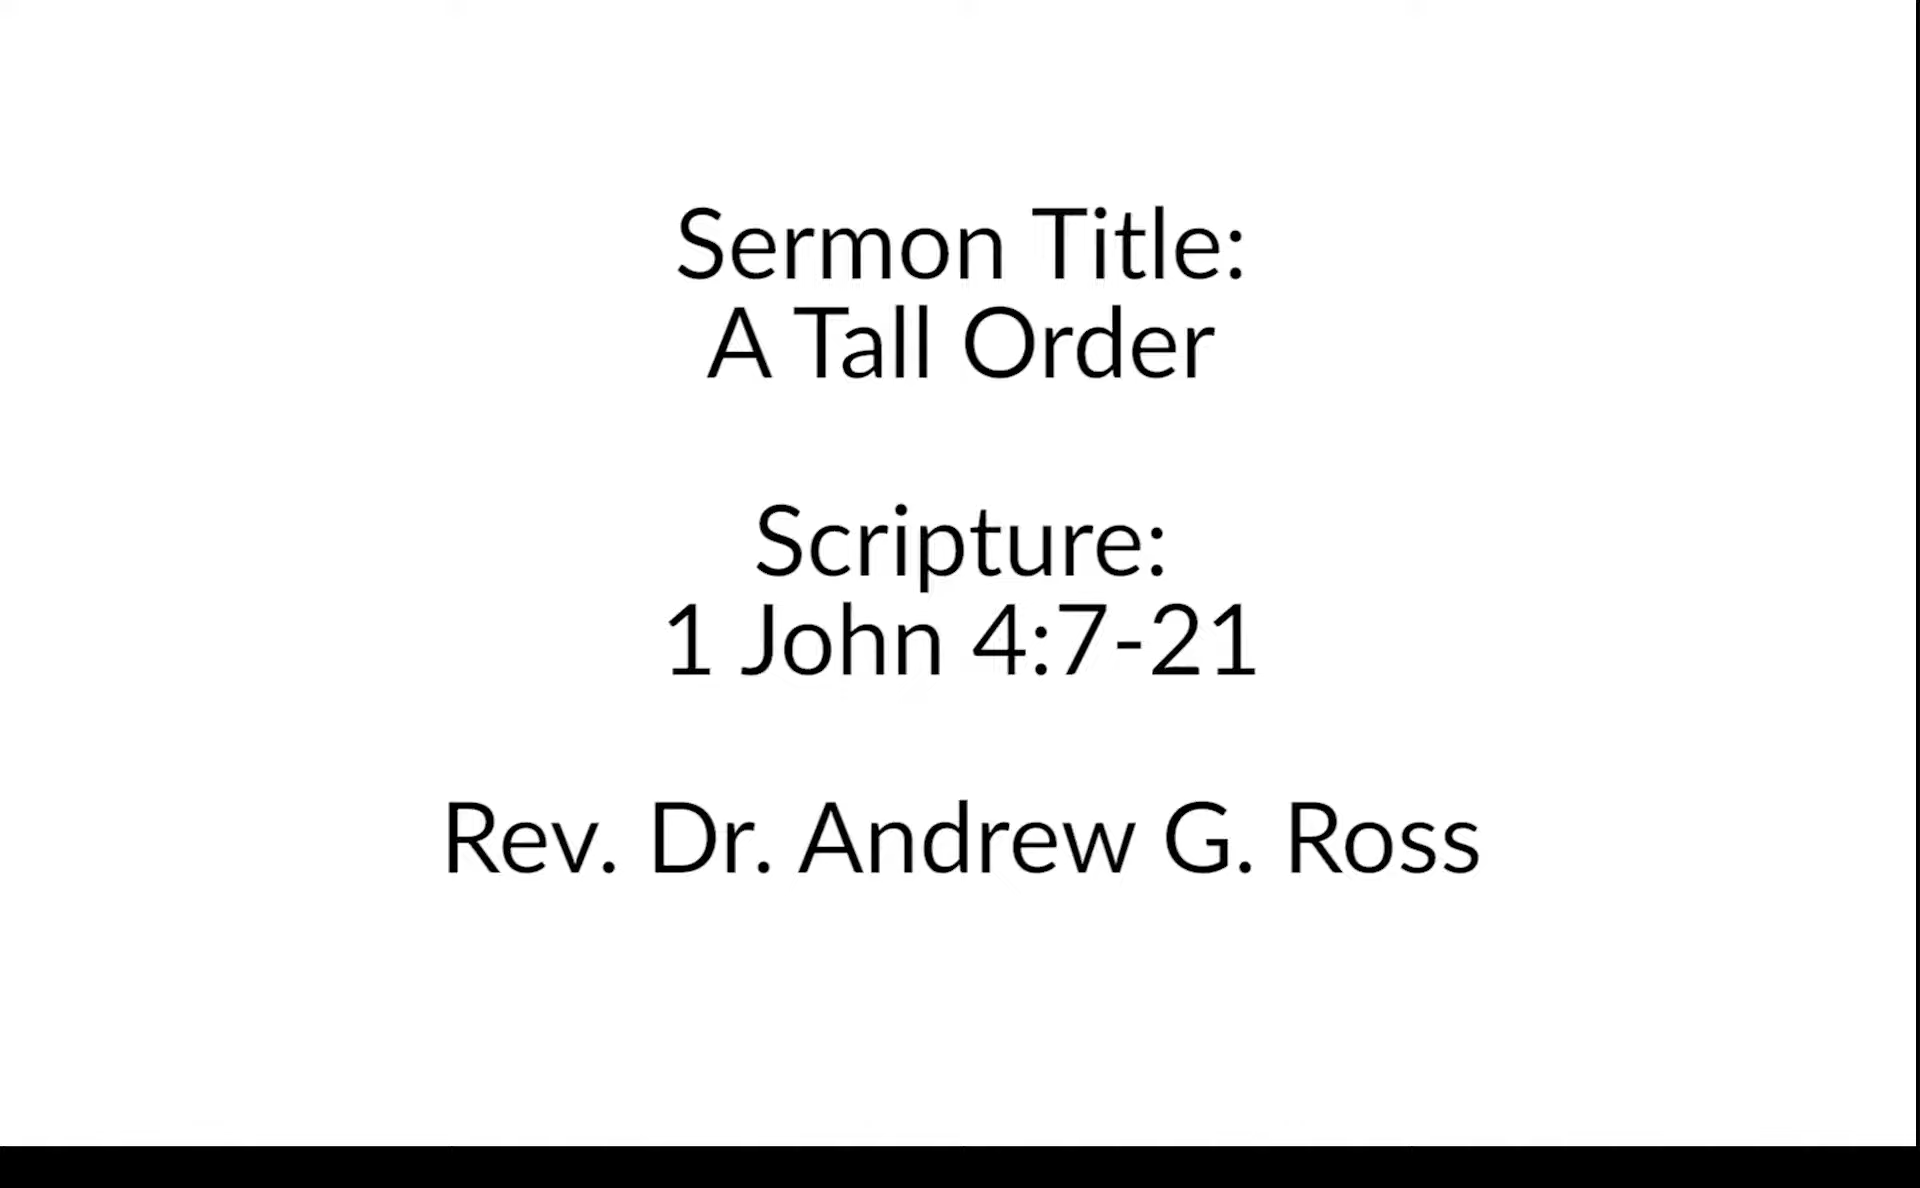 Sermon Title:
A Tall Order
Scripture:
1 John 4:7-21
Rev. Dr. Andrew G. Ross